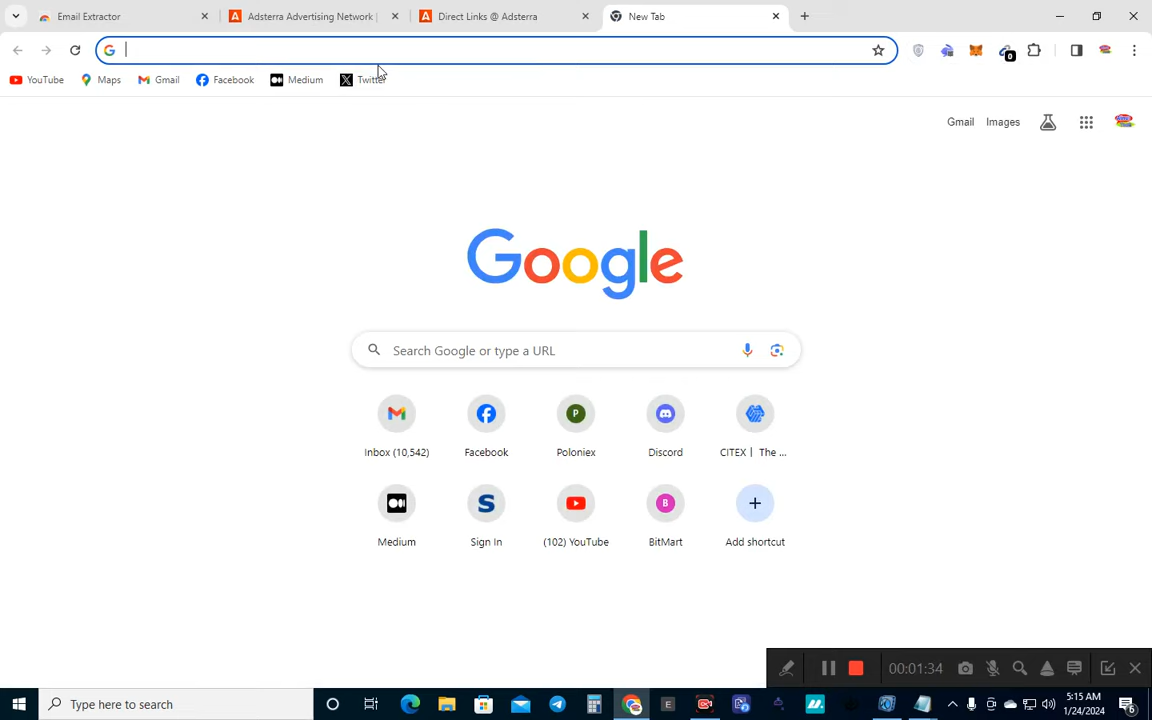 Email Extractor
Adsterra Advertising Network |
Direct Links @ Adsterra
New Tab
0
YouTube
Maps
Gmail
Facebook
Medium
Twitter
Gmail
Images
Google
Search Google or type a URL
Inbox (10,542)
Facebook
P
Poloniex
Discord
CITEX | The ...
Medium
S
Sign In
(102) YouTube
B
BitMart
Add shortcut
00:01:34
Type here to search
E
5:15 AM
1/24/2024
6